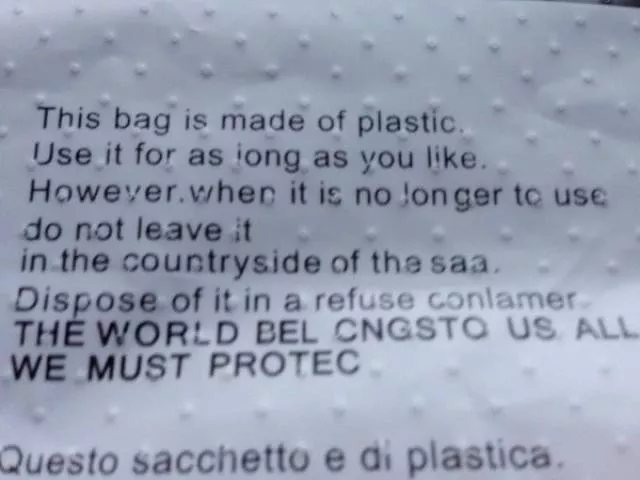 This bag is made of plastic.
Use it for as iong as you like.
However.when it is no longer tc use
do not leave it
in the countryside of tha saa.
Dispose of it in a refuse conlamer.
THE WORLD BEL CNGSTO US ALL
WE MUST PROTEC
Questo sacchetto e di plastica.